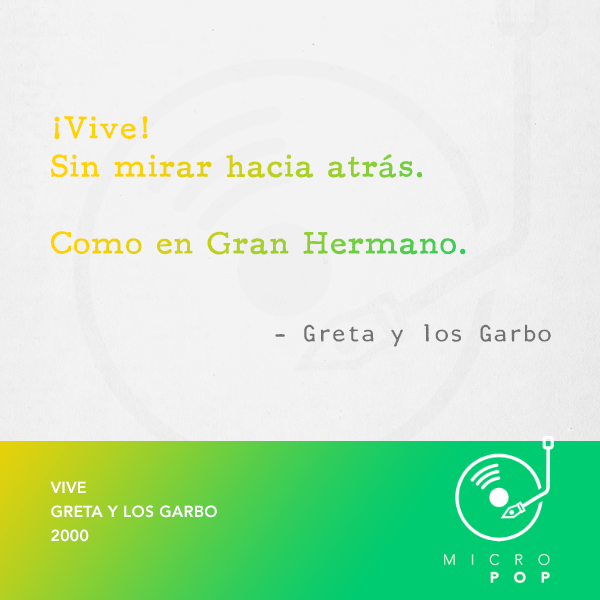 ¡Vive!
Sin mirar hacia atrás.
Como en Gran Hermano.
- Greta y los Garbo
VIVE
GRETA Y LOS GARBO
2000
MICRO
POP